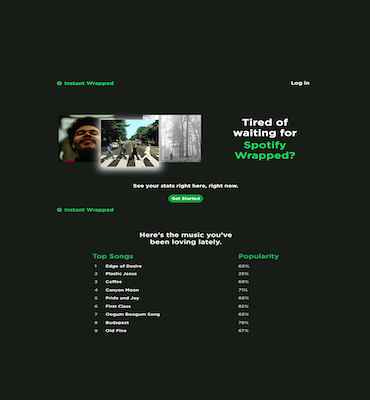 Instant Wrapped
Log in
Tired of
waiting for
Spotify
Wrapped?
See your stats right here, right now.
Get Started
Instant Wrapped
Here's the music you've
been loving lately.
Top Songs Popularity
1 Edge of Desire 60%
2 Plastic Jesus 25%
3 Coffee 68%
4 Canyon Moon 71%
5 Pride and Joy 66%
6 First Class 82%
7 Oogum Boogum Song 65%
8 Budapest 78%
9 Old Pine 67%